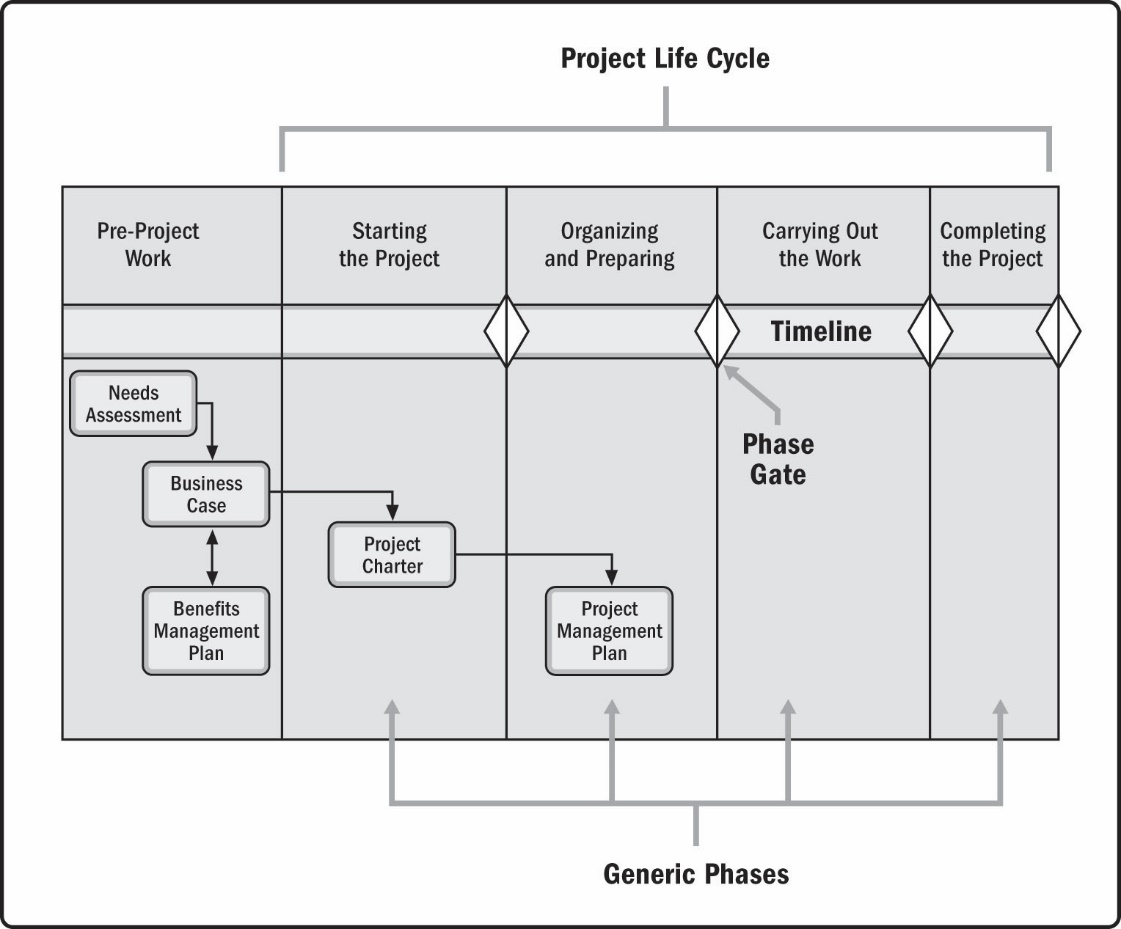 Project Life Cycle
Pre-Project
Work
Starting
the Project
Organizing
and Preparing
Carrying Out
the Work
Completing
the Project
Timeline
Needs
Assessment
Phase
Gate
Business
Case
Project
Charter
Benefits
Management
Plan
Project
Management
Plan
Generic Phases